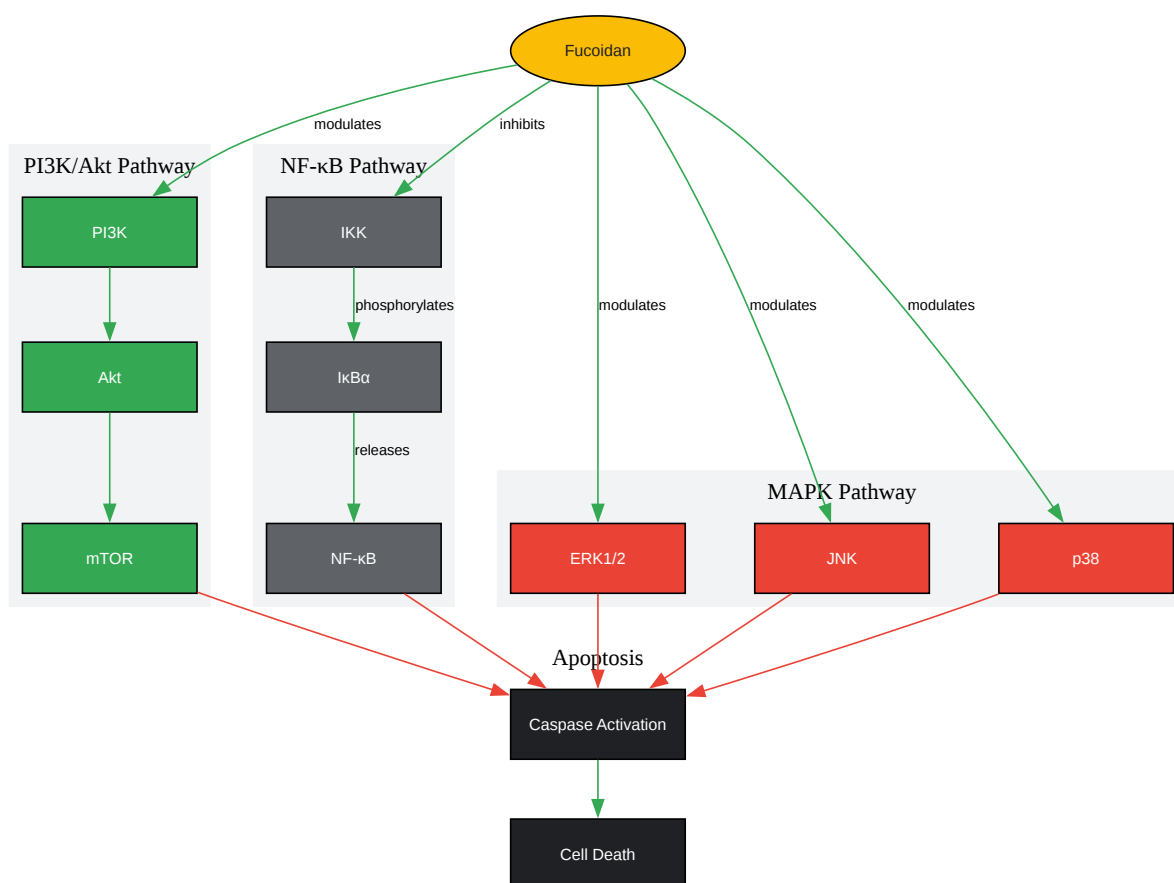 Fucoidan
modulates
inhibits
PI3K/Akt Pathway
NF-κB Pathway
PI3K
IKK
phosphorylates
modulates
modulates
modulates
Akt
IκBα
releases
MAPK Pathway
mTOR
NF-κB
ERK1/2
JNK
p38
Apoptosis
Caspase Activation
Cell Death